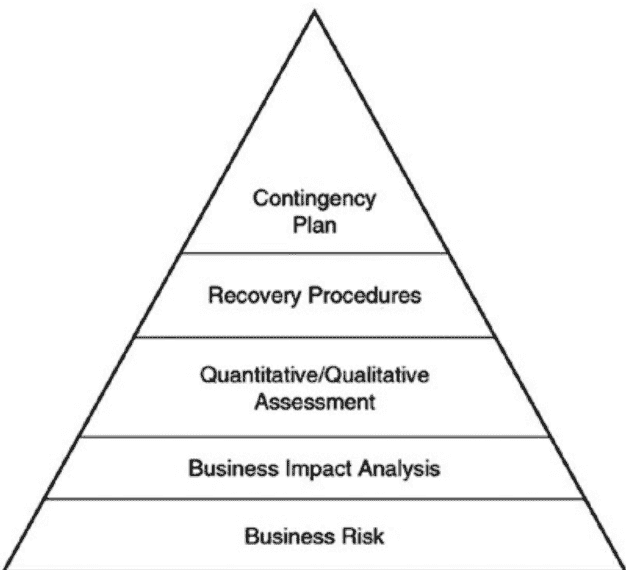 Contingency
Plan
Recovery Procedures
Quantitative/Qualitative
Assessment
Business Impact Analysis
Business Risk